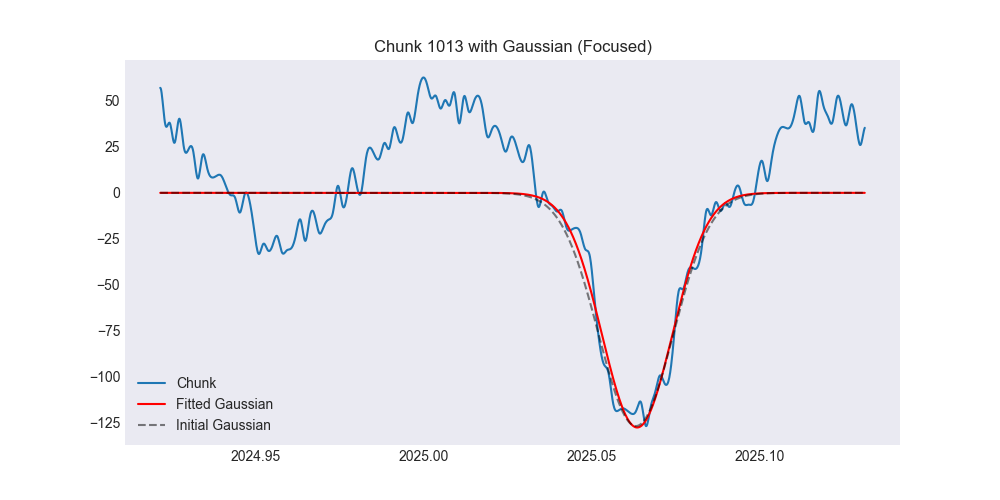 Chunk 1013 with Gaussian (Focused)
50
25
0
−25
−50
−75
−100
−125
Chunk
Fitted Gaussian
Initial Gaussian
2024.95 2025.00 2025.05 2025.10